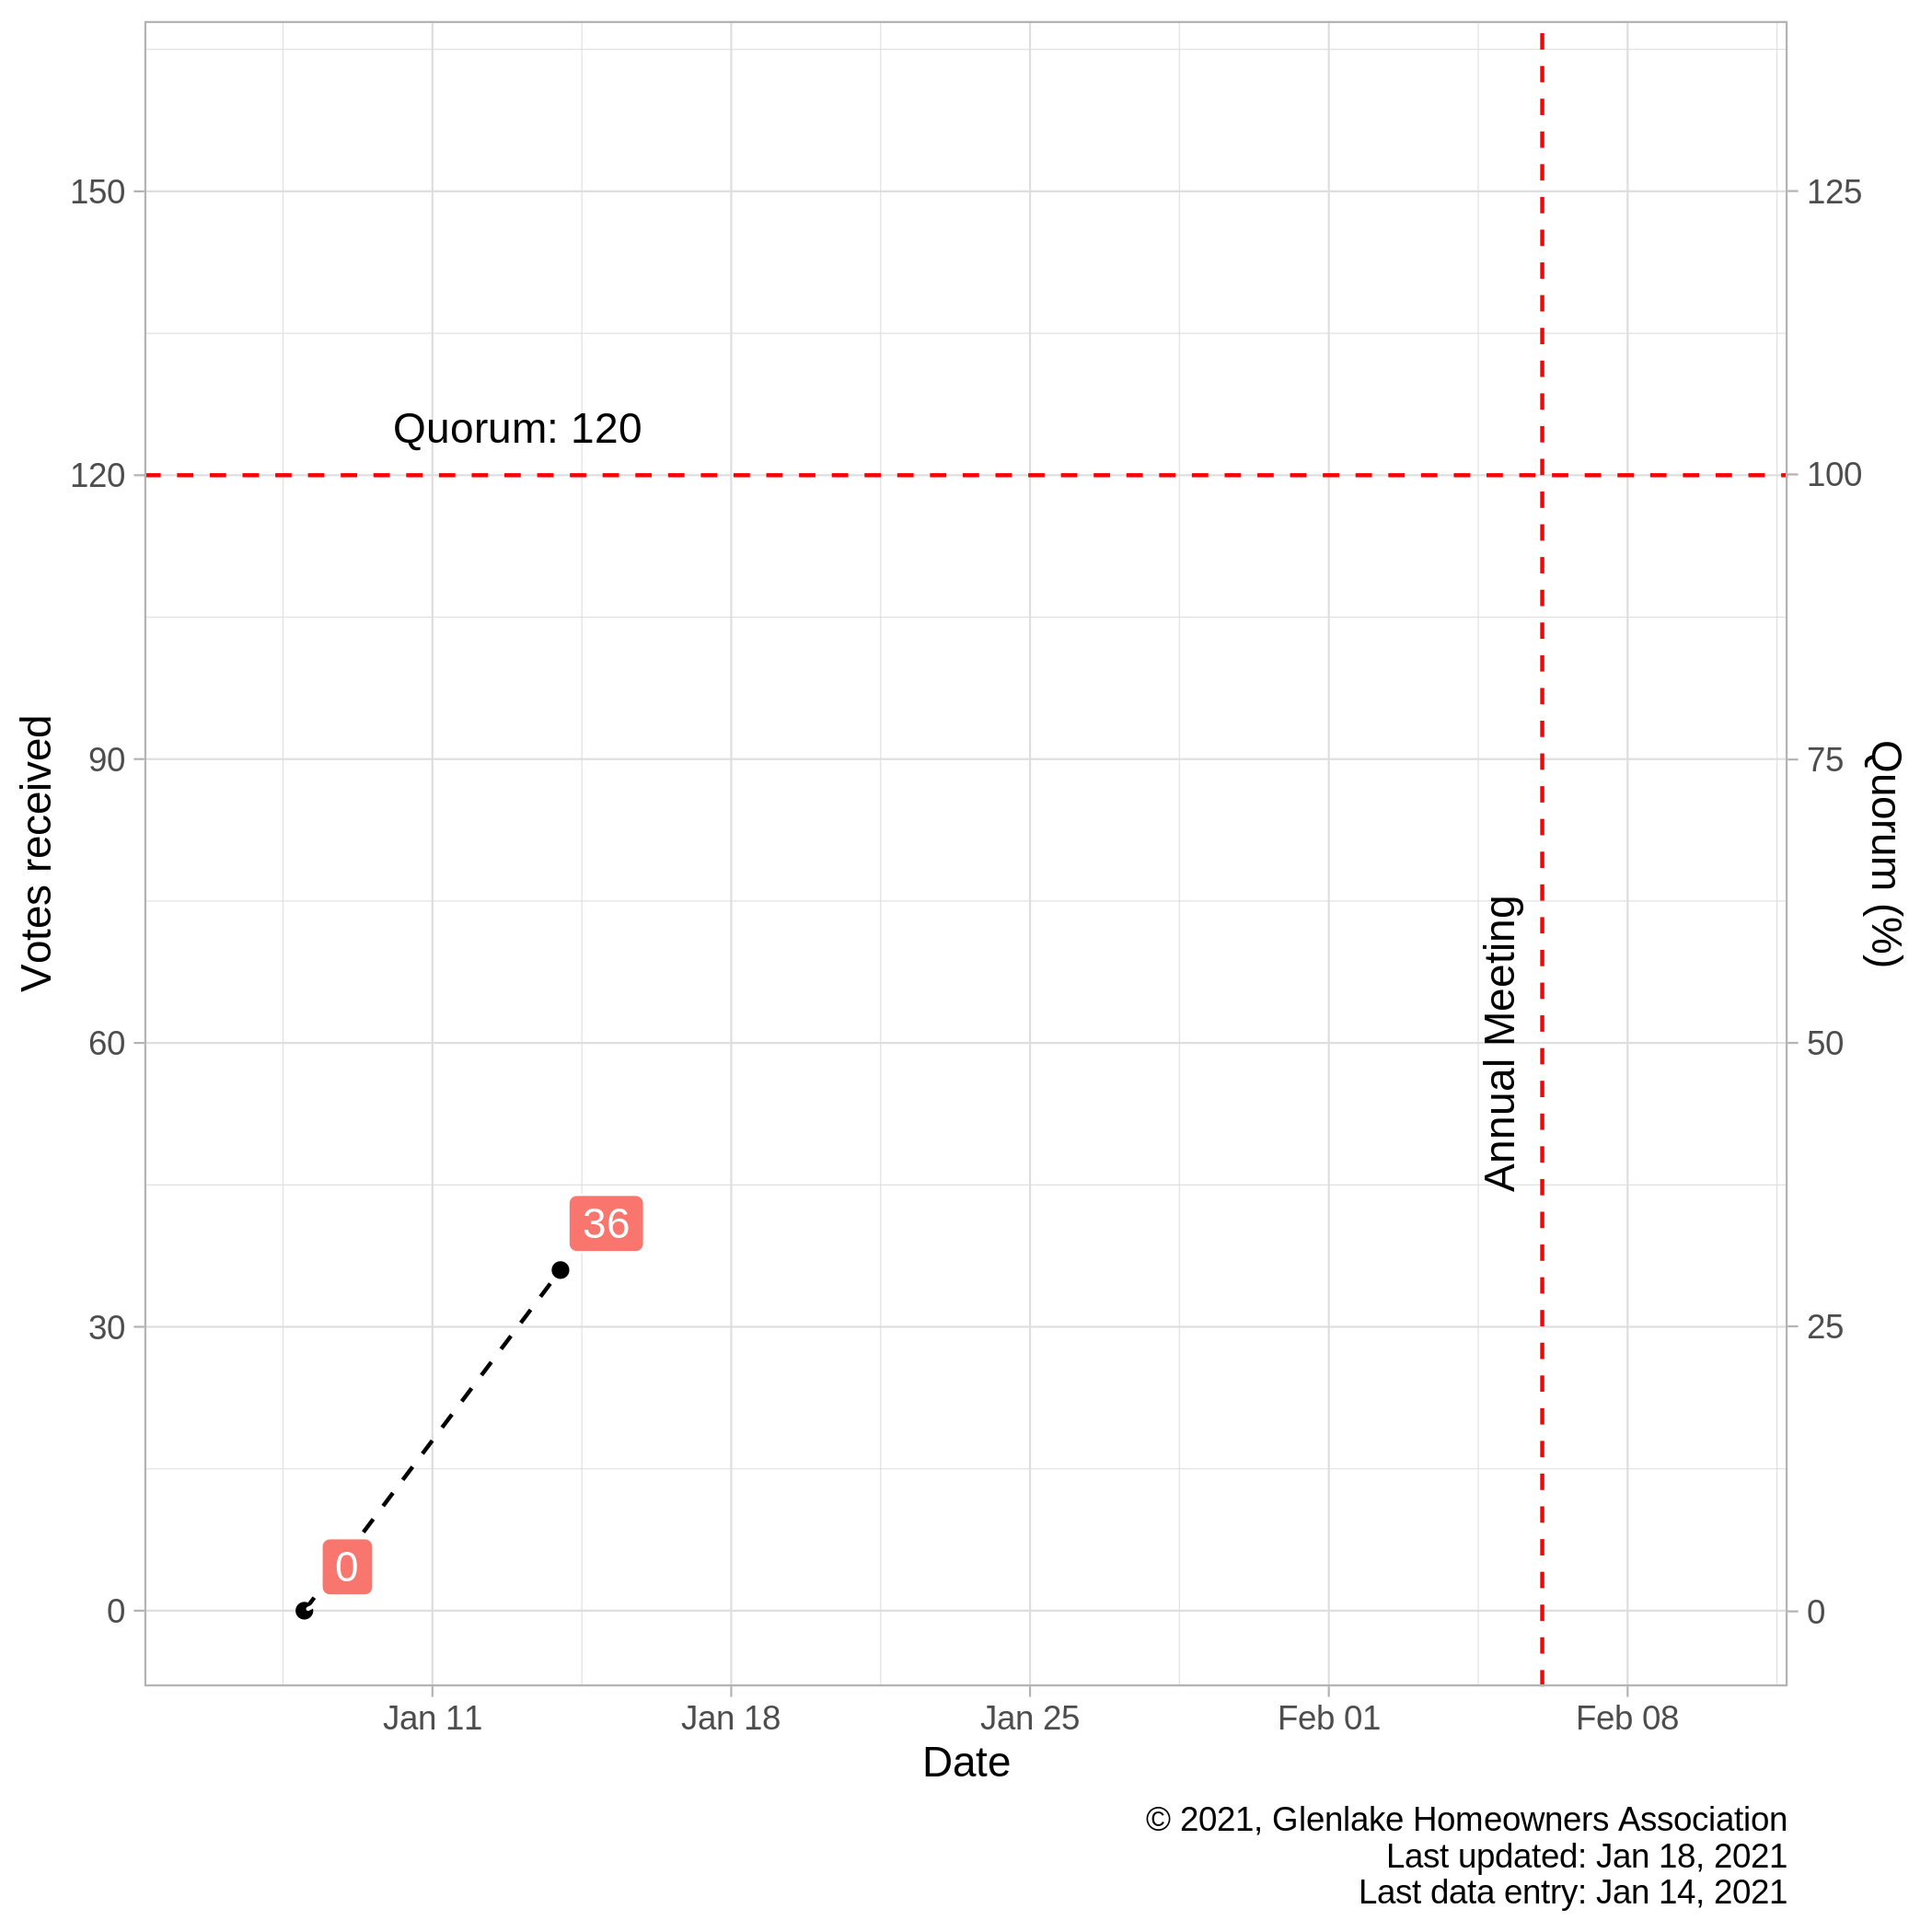 150
120
90
60
30
0
Votes received
125
100
75
50
25
0
Quorum (%)
Quorum: 120
Annual Meeting
36
0
Jan 11
Jan 18
Jan 25
Feb 01
Feb 08
Date
© 2021, Glenlake Homeowners Association
Last updated: Jan 18, 2021
Last data entry: Jan 14, 2021